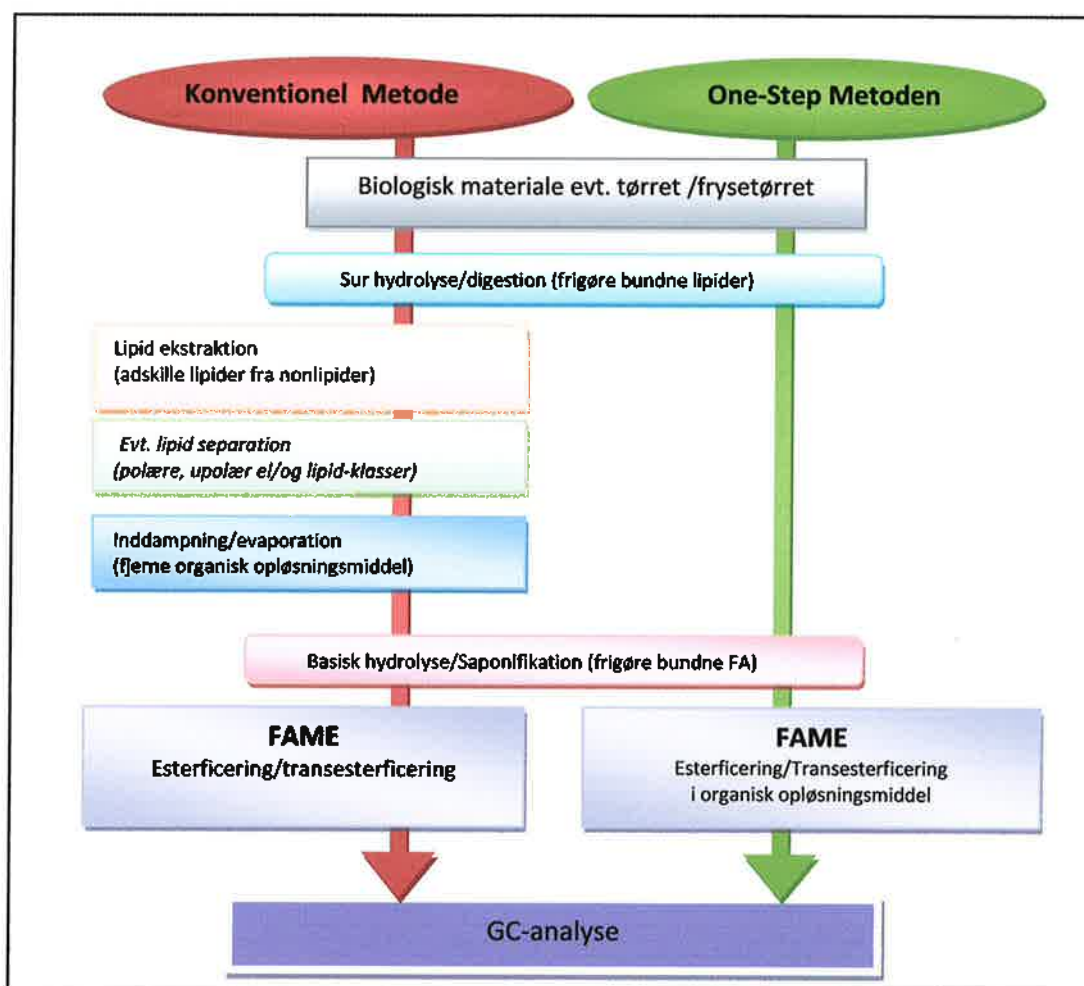 Konventionel Metode
One-Step Metoden
Biologisk materiale evt. tørret /frysetørret
Sur hydrolyse/digestion (frigøre bundne lipider)
Lipid ekstraktion
(adskille lipider fra nonlipider)
Evt. lipid separation
(polære, upolær el/og lipid-klasser)
Inddampning/evaporation
(fjerne organisk opløsningsmiddel)
Basisk hydrolyse/Saponifikation (frigøre bundne FA)
FAME
Esterficering/transesterficering
FAME
Esterficering/Transesterficering
i organisk opløsningsmiddel
GC-analyse